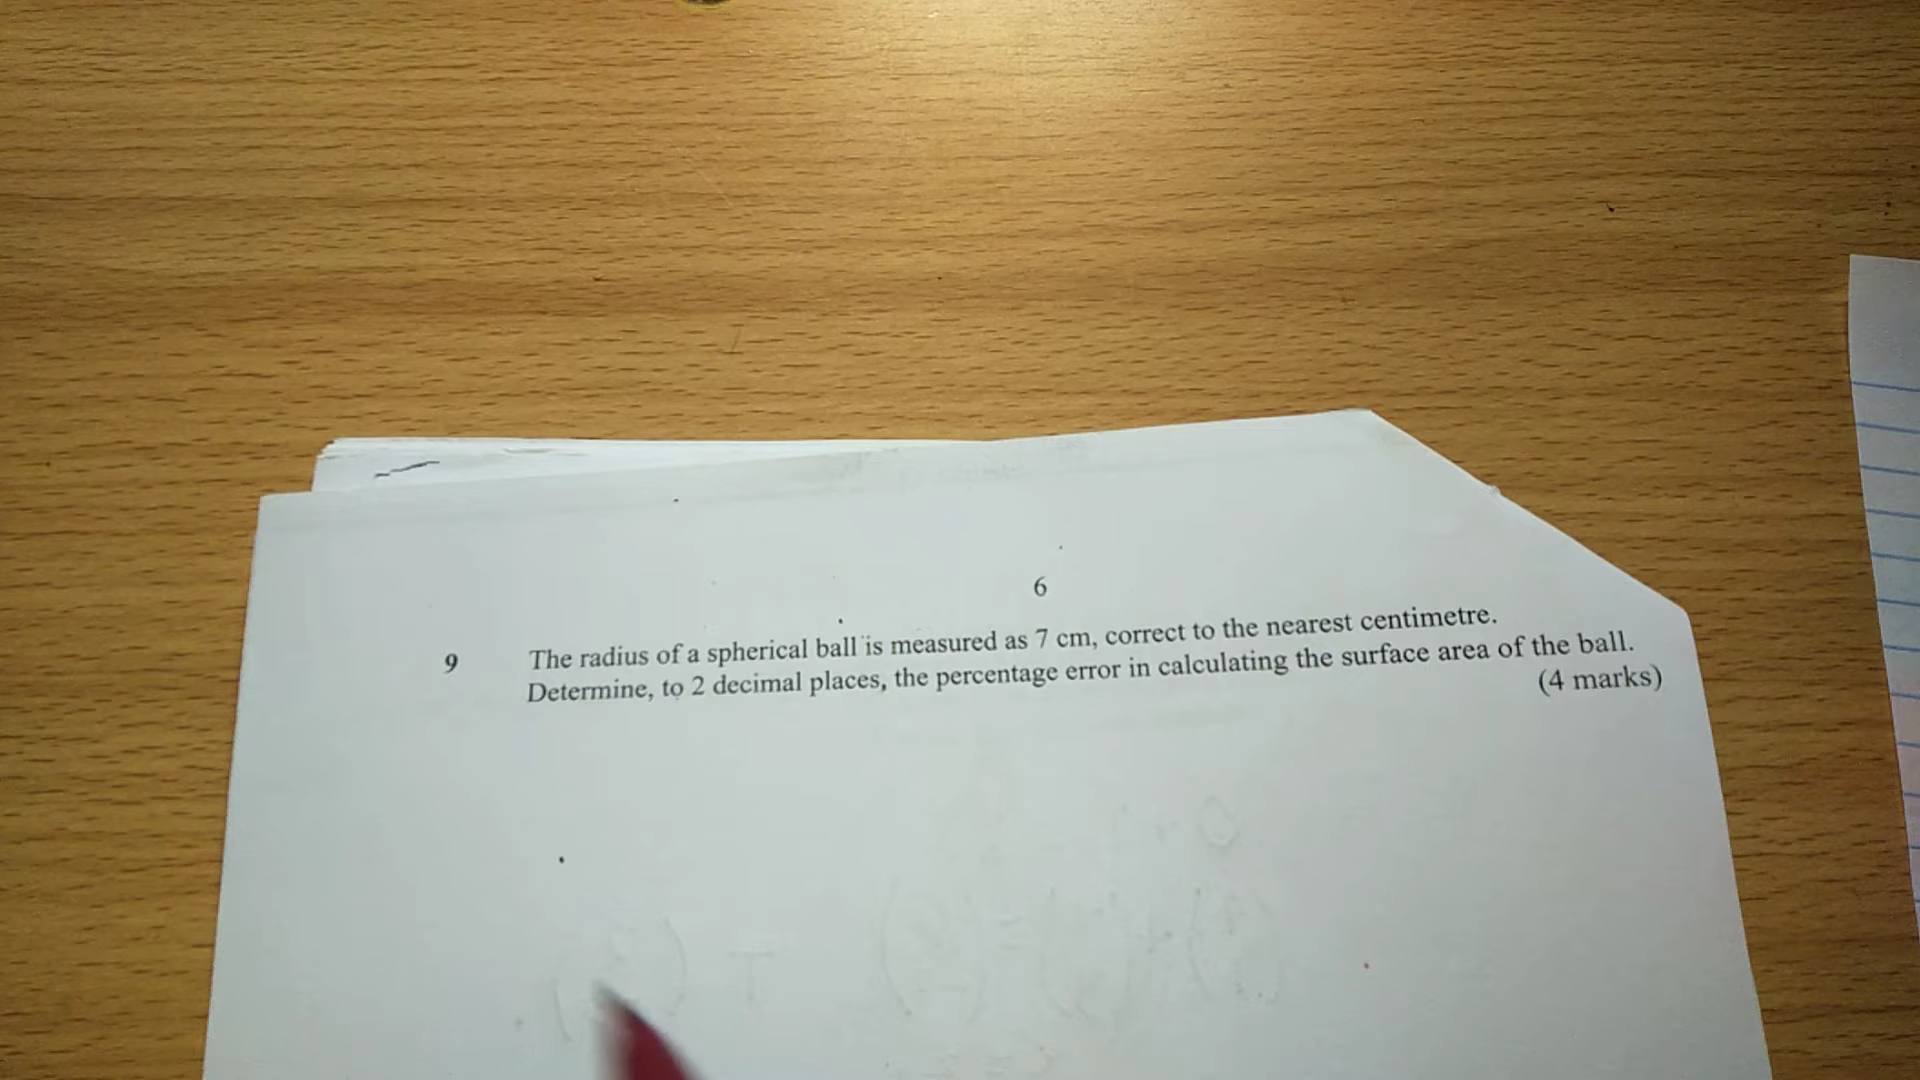 6
9 The radius of a spherical ball is measured as 7 cm, correct to the nearest centimetre.
Determine, to 2 decimal places, the percentage error in calculating the surface area of the ball.
(4 marks)